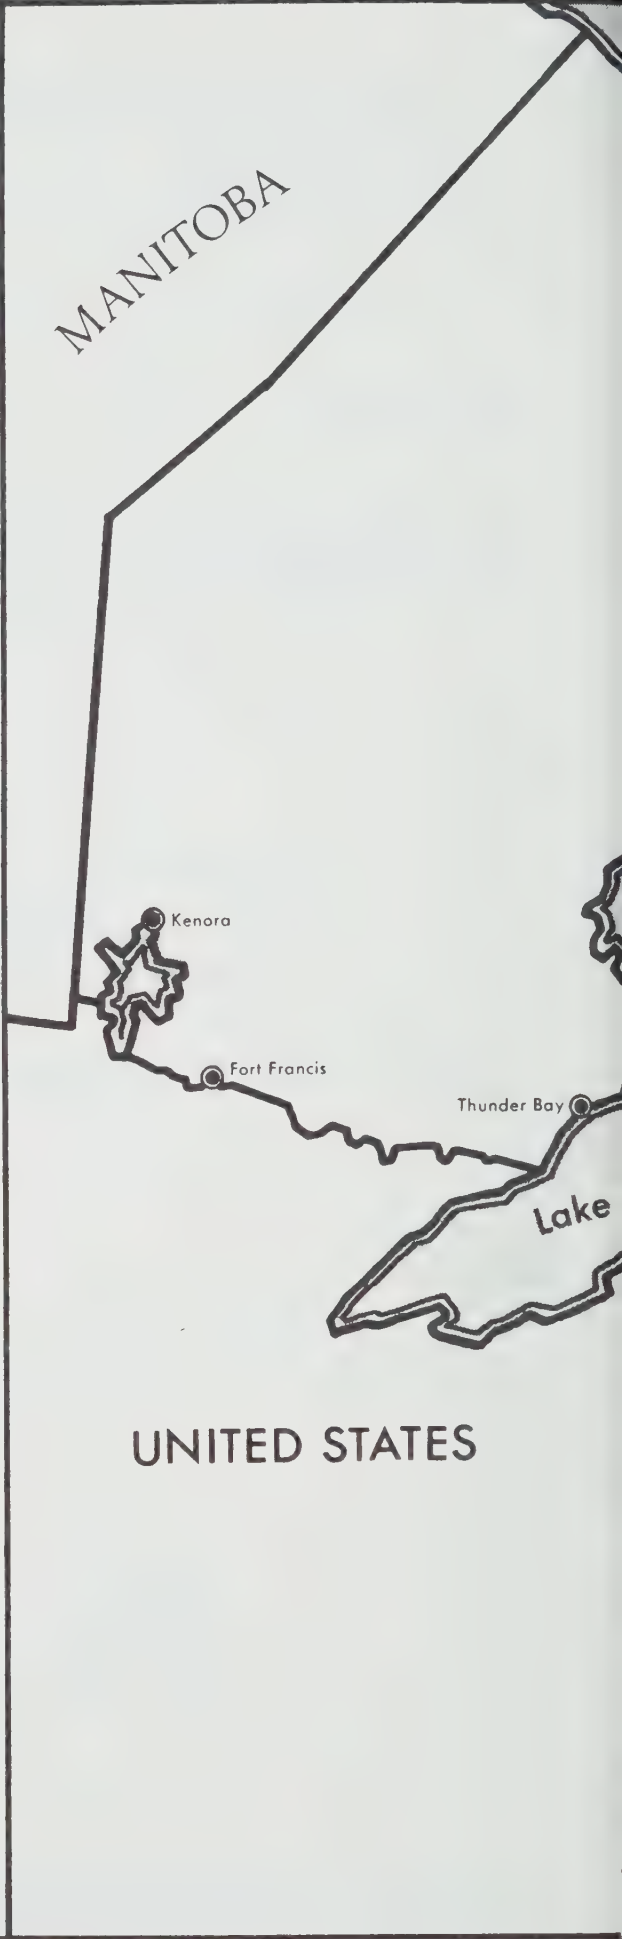 MANITOBA
Kenora
Fort Francis
Thunder Bay
Lake
UNITED STATES